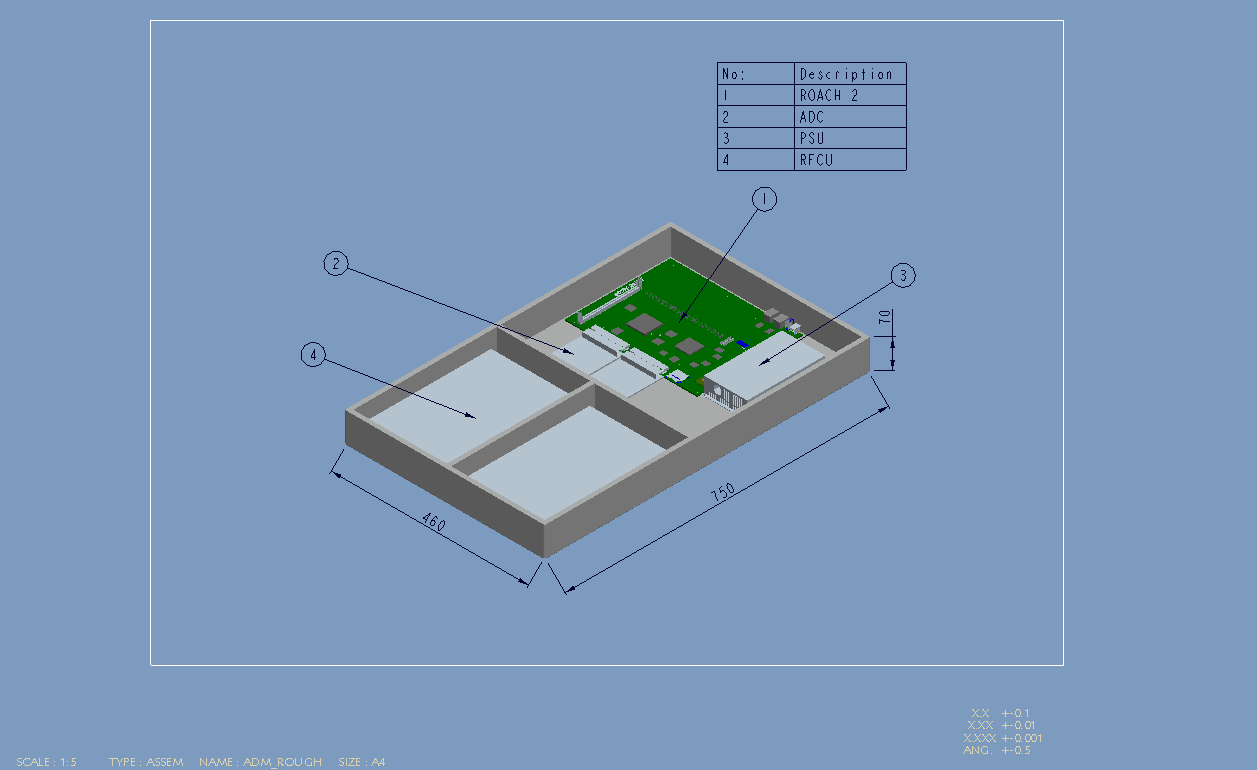 No: Description
1 ROACH 2
2 ADC
3 PSU
4 RFCU
1
2
3
70
4
750
460
X.X +-0.1
X.XX +-0.01
X.XXX +-0.001
ANG. +-0.5
SCALE : 1:5 TYPE : ASSEM NAME : ADM_ROUGH SIZE : A4